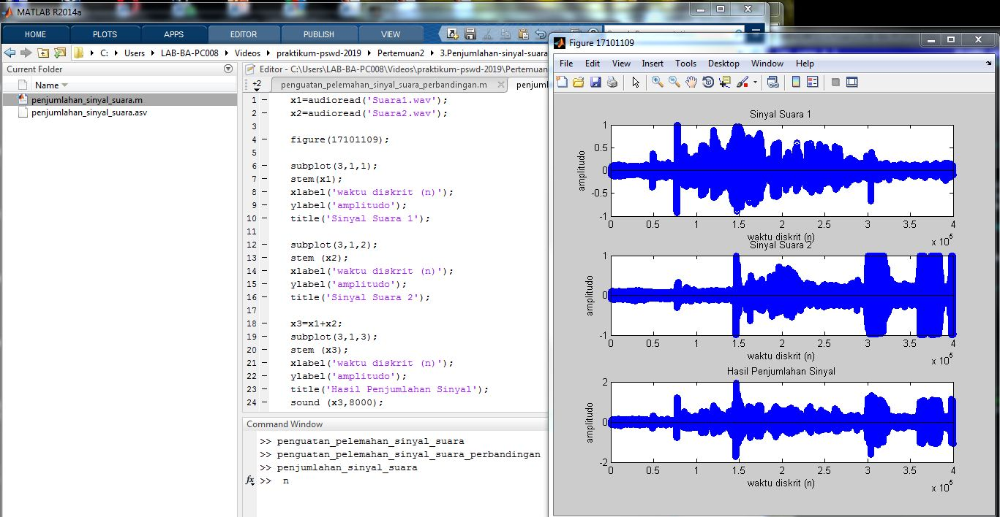 MATLAB R2014a
HOME PLOTS APPS EDITOR PUBLISH VIEW
C: Users LAB-BA-PC008 Videos praktikum-pswd-2019 Pertemuan2 3.Penjumlahan-sinyal-suara
Current Folder
Name
penjumlahan_sinyal_suara.m
penjumlahan_sinyal_suara.asv
Editor - C:\Users\LAB-BA-PC008\Videos\praktikum-pswd-2019\Pertemuan
+2 penguatan_pelemahan_sinyal_suara_perbandingan.m penjuml
1 – x1=audioread('Suara1.wav');
2 – x2=audioread('Suara2.wav');
3
4 – figure(17101109);
5
6 – subplot(3,1,1);
7 – stem(x1);
8 – xlabel('waktu diskrit (n)');
9 – ylabel('amplitudo');
10 – title('Sinyal Suara 1');
11
12 – subplot(3,1,2);
13 – stem (x2);
14 – xlabel('waktu diskrit (n)');
15 – ylabel('amplitudo');
16 – title('Sinyal Suara 2');
17
18 – x3=x1+x2;
19 – subplot(3,1,3);
20 – stem (x3);
21 – xlabel('waktu diskrit (n)');
22 – ylabel('amplitudo');
23 – title('Hasil Penjumlahan Sinyal');
24 – sound (x3,8000);
Command Window
>> penguatan_pelemahan_sinyal_suara
>> penguatan_pelemahan_sinyal_suara_perbandingan
>> penjumlahan_sinyal_suara
fx >> n
Figure 17101109
File Edit View Insert Tools Desktop Window Help
Sinyal Suara 1
amplitudo
1
0.5
0
-0.5
-1
0 0.5 1 1.5 2 2.5 3 3.5 4
waktu diskrit (n)
x 10^5
Sinyal Suara 2
amplitudo
1
0
-1
0 0.5 1 1.5 2 2.5 3 3.5 4
waktu diskrit (n)
x 10^5
Hasil Penjumlahan Sinyal
amplitudo
2
0
-2
0 0.5 1 1.5 2 2.5 3 3.5 4
waktu diskrit (n)
x 10^5